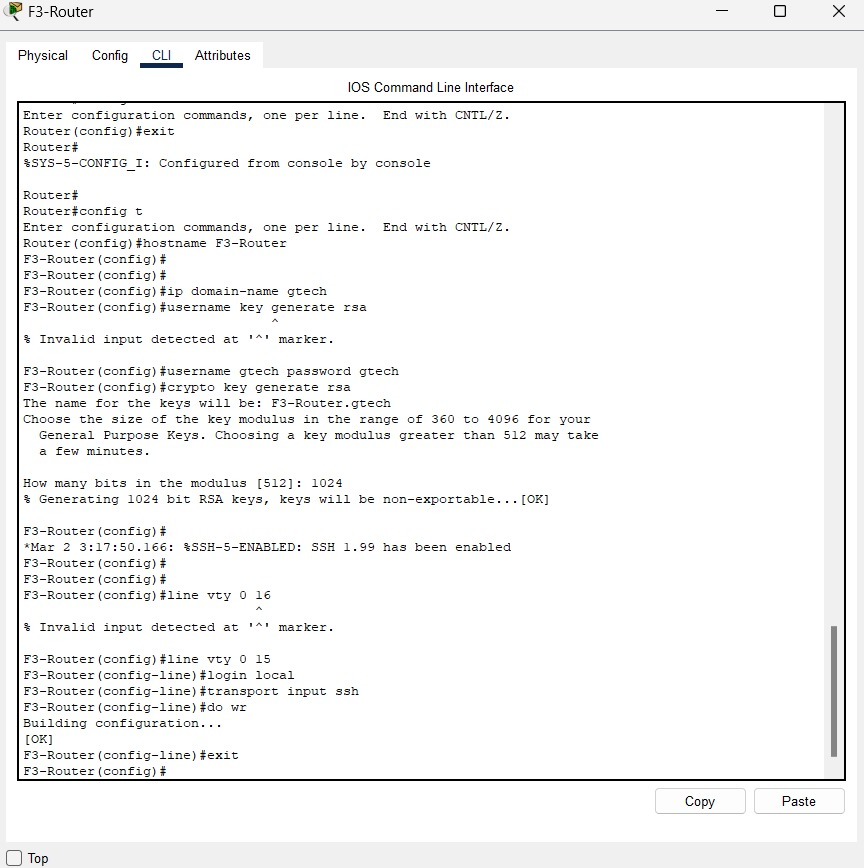 F3-Router
Physical Config CLI Attributes
IOS Command Line Interface
Enter configuration commands, one per line.  End with CNTL/Z.
Router(config)#exit
Router#
%SYS-5-CONFIG_I: Configured from console by console
Router#
Router#config t
Enter configuration commands, one per line.  End with CNTL/Z.
Router(config)#hostname F3-Router
F3-Router(config)#
F3-Router(config)#
F3-Router(config)#ip domain-name gtech
F3-Router(config)#username key generate rsa
^
% Invalid input detected at '^' marker.
F3-Router(config)#username gtech password gtech
F3-Router(config)#crypto key generate rsa
The name for the keys will be: F3-Router.gtech
Choose the size of the key modulus in the range of 360 to 4096 for your
General Purpose Keys. Choosing a key modulus greater than 512 may take
a few minutes.
How many bits in the modulus [512]: 1024
% Generating 1024 bit RSA keys, keys will be non-exportable...[OK]
F3-Router(config)#
*Mar 2 3:17:50.166: %SSH-5-ENABLED: SSH 1.99 has been enabled
F3-Router(config)#
F3-Router(config)#
F3-Router(config)#line vty 0 16
^
% Invalid input detected at '^' marker.
F3-Router(config)#line vty 0 15
F3-Router(config-line)#login local
F3-Router(config-line)#transport input ssh
F3-Router(config-line)#do wr
Building configuration...
[OK]
F3-Router(config-line)#exit
F3-Router(config)#
Copy Paste
Top